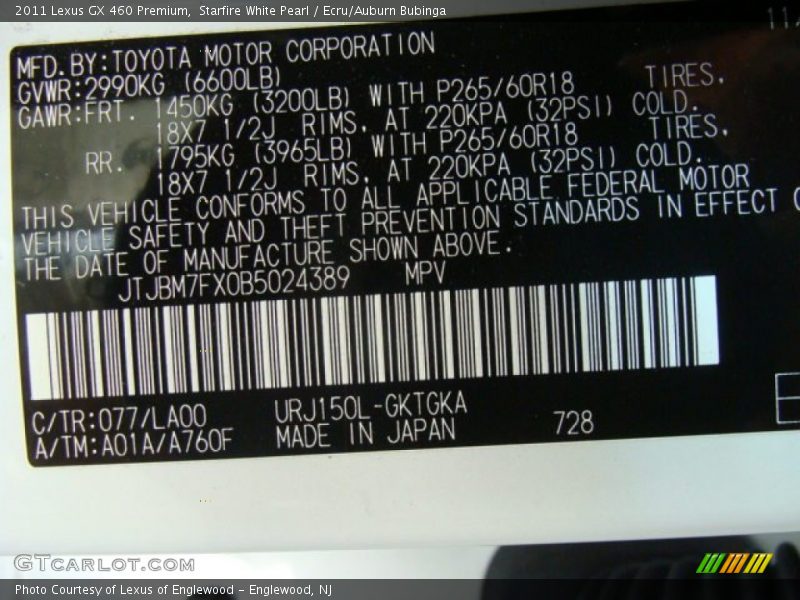 2011 Lexus GX 460 Premium, Starfire White Pearl / Ecru/Auburn Bubinga
MFD.BY:TOYOTA MOTOR CORPORATION
GVWR:2990KG (6600LB)
GAWR:FRT. 1450KG (3200LB) WITH P265/60R18 TIRES,
18X7 1/2J RIMS, AT 220KPA (32PSI) COLD.
RR. 1795KG (3965LB) WITH P265/60R18 TIRES,
18X7 1/2J RIMS, AT 220KPA (32PSI) COLD.
THIS VEHICLE CONFORMS TO ALL APPLICABLE FEDERAL MOTOR
VEHICLE SAFETY AND THEFT PREVENTION STANDARDS IN EFFECT
THE DATE OF MANUFACTURE SHOWN ABOVE.
JTJBM7FX0B5024389 MPV
C/TR:077/LA00 URJ150L-GKTGKA
A/TM:A01A/A760F MADE IN JAPAN 728
GTCARLOT.COM
Photo Courtesy of Lexus of Englewood - Englewood, NJ